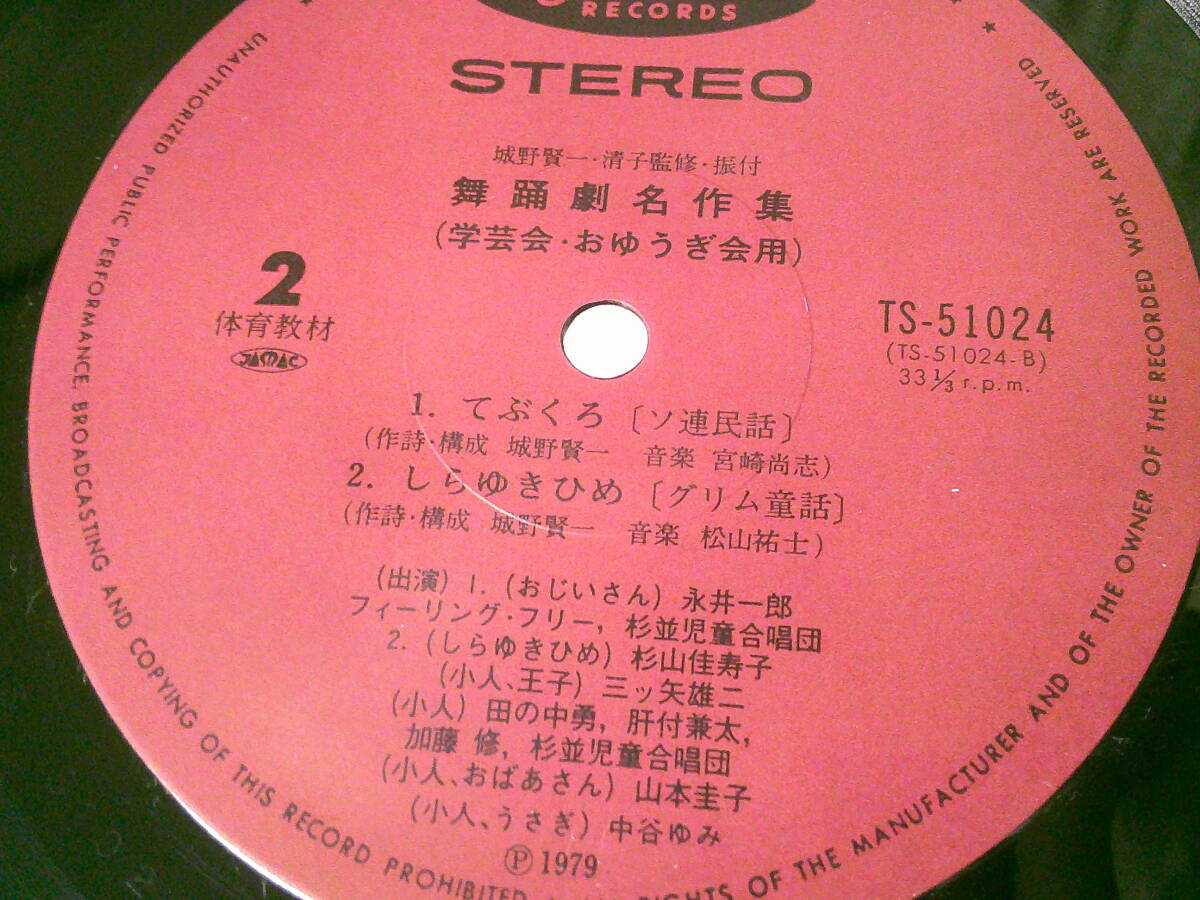 RECORDS
STEREO
城野賢一・清子監修・振付
舞踊劇名作集
(学芸会・おゆうぎ会用)
2
体育教材
JASRAC
TS-51024
(TS-51024-B)
33 1/3 r.p.m.
1. てぶくろ〔ソ連民話〕
(作詩・構成 城野賢一 音楽 宮崎尚志)
2. しらゆきひめ〔グリム童話〕
(作詩・構成 城野賢一 音楽 松山祐士)
(出演) 1. (おじいさん) 永井一郎
フィーリング・フリー, 杉並児童合唱団
2. (しらゆきひめ) 杉山佳寿子
(小人、王子) 三ッ矢雄二
(小人) 田の中勇, 肝付兼太,
加藤 修, 杉並児童合唱団
(小人、おばあさん) 山本圭子
(小人、うさぎ) 中谷ゆみ
Ⓟ 1979
UNAUTHORIZED PUBLIC PERFORMANCE, BROADCASTING AND COPYING OF THIS RECORD PROHIBITED
OF THE MANUFACTURER AND OF THE OWNER OF THE RECORDED WORK ARE RESERVED